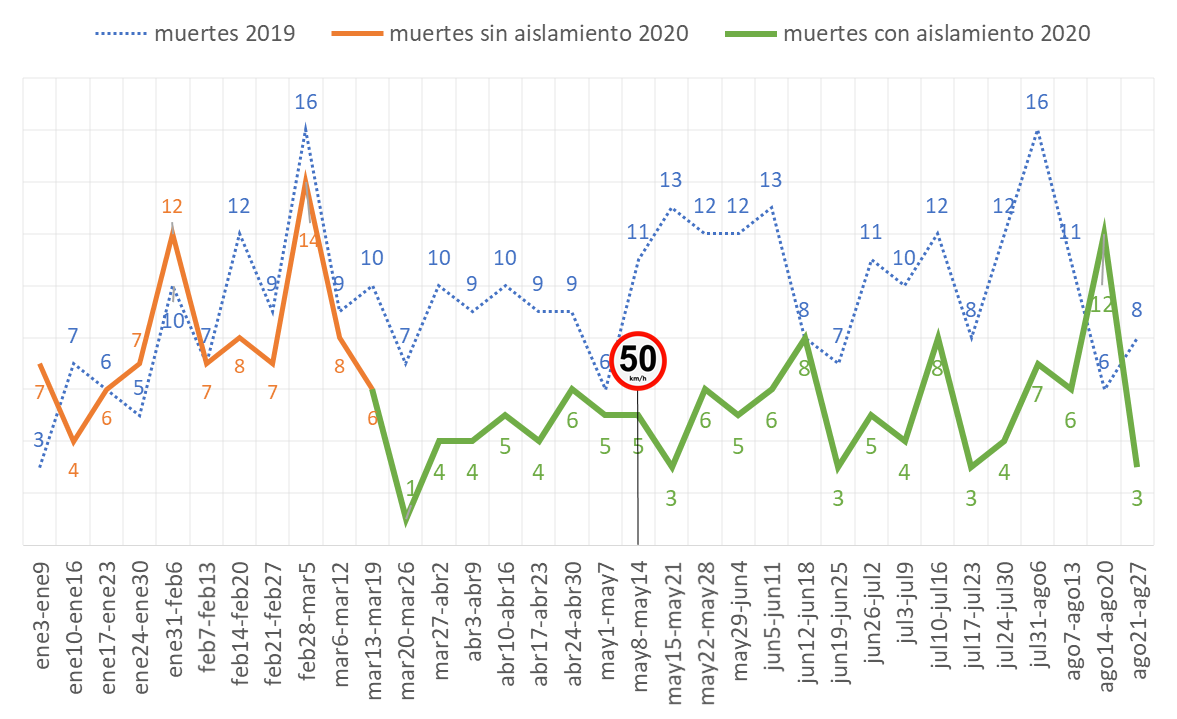 muertes 2019 muertes sin aislamiento 2020 muertes con aislamiento 2020
16 16
13 13
12 12 12 12 12 12
11 11 11
14
10 10 10 10
9 9 9 9 9 12
10 7 8 8 8
7 7 7 7
6 8 8 6 50 8 8 6
km/h
7 5 7 7 7
4 6 6 1 6 5 6 6
3 5 5 5 5 5
4 4 4 4 4 4
3 3 3 3
ene3-ene9
ene10-ene16
ene17-ene23
ene24-ene30
ene31-feb6
feb7-feb13
feb14-feb20
feb21-feb27
feb28-mar5
mar6-mar12
mar13-mar19
mar20-mar26
mar27-abr2
abr3-abr9
abr10-abr16
abr17-abr23
abr24-abr30
may1-may7
may8-may14
may15-may21
may22-may28
may29-jun4
jun5-jun11
jun12-jun18
jun19-jun25
jun26-jul2
jul3-jul9
jul10-jul16
jul17-jul23
jul24-jul30
jul31-ago6
ago07-ago13
ago14-ago20
ago21-ag27